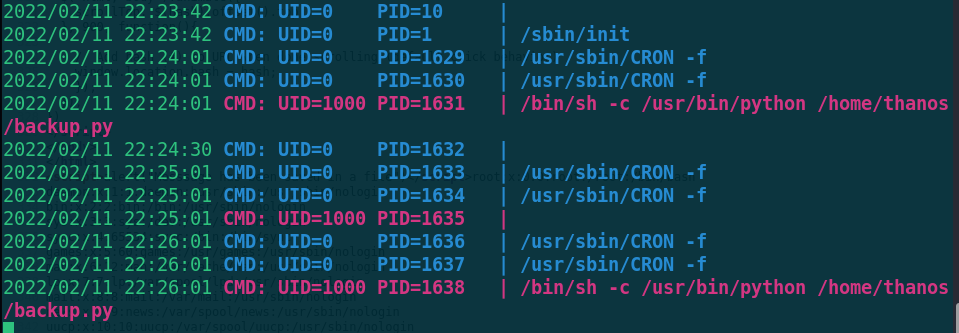 2022/02/11 22:23:42 CMD: UID=0    PID=10     |
2022/02/11 22:23:42 CMD: UID=0    PID=1      | /sbin/init
2022/02/11 22:24:01 CMD: UID=0    PID=1629   | /usr/sbin/CRON -f
2022/02/11 22:24:01 CMD: UID=0    PID=1630   | /usr/sbin/CRON -f
2022/02/11 22:24:01 CMD: UID=1000 PID=1631   | /bin/sh -c /usr/bin/python /home/thanos
/backup.py
2022/02/11 22:24:30 CMD: UID=0    PID=1632   |
2022/02/11 22:25:01 CMD: UID=0    PID=1633   | /usr/sbin/CRON -f
2022/02/11 22:25:01 CMD: UID=0    PID=1634   | /usr/sbin/CRON -f
2022/02/11 22:25:01 CMD: UID=1000 PID=1635   |
2022/02/11 22:26:01 CMD: UID=0    PID=1636   | /usr/sbin/CRON -f
2022/02/11 22:26:01 CMD: UID=0    PID=1637   | /usr/sbin/CRON -f
2022/02/11 22:26:01 CMD: UID=1000 PID=1638   | /bin/sh -c /usr/bin/python /home/thanos
/backup.py